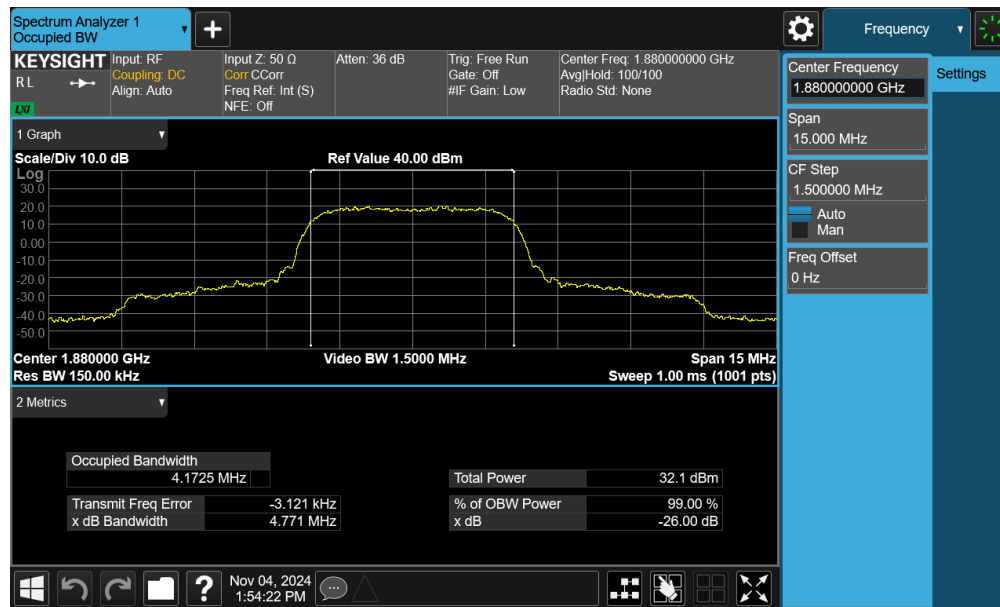 Spectrum Analyzer 1
Occupied BW
Frequency
KEYSIGHT
R L
LXI
Input: RF
Coupling: DC
Align: Auto
Input Z: 50 Ω
Corr CCorr
Freq Ref: Int (S)
NFE: Off
Atten: 36 dB
Trig: Free Run
Gate: Off
#IF Gain: Low
Center Freq: 1.880000000 GHz
Avg|Hold: 100/100
Radio Std: None
Center Frequency
1.880000000 GHz
Settings
Span
15.000 MHz
CF Step
1.500000 MHz
Auto
Man
Freq Offset
0 Hz
1 Graph
Scale/Div 10.0 dB
Ref Value 40.00 dBm
Log
30.0
20.0
10.0
0.00
-10.0
-20.0
-30.0
-40.0
-50.0
Center 1.880000 GHz
Video BW 1.5000 MHz
Span 15 MHz
Res BW 150.00 kHz
Sweep 1.00 ms (1001 pts)
2 Metrics
Occupied Bandwidth
4.1725 MHz
Total Power 32.1 dBm
Transmit Freq Error -3.121 kHz
% of OBW Power 99.00 %
x dB Bandwidth 4.771 MHz
x dB -26.00 dB
?
Nov 04, 2024
1:54:22 PM